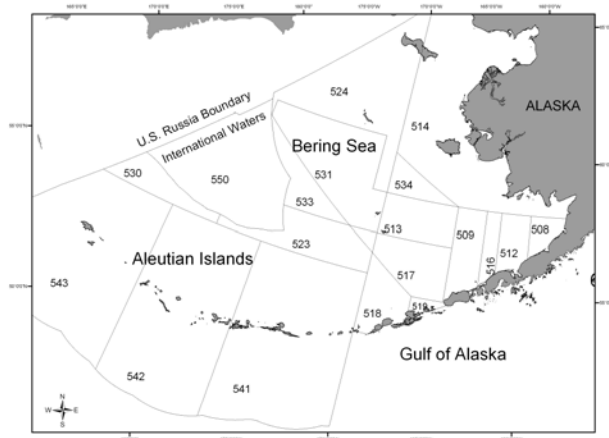 524
U.S. Russia Boundary
ALASKA
International Waters
514
Bering Sea
530
550
531
534
533
513
509
508
523
512
516
Aleutian Islands
517
543
518
519
Gulf of Alaska
542
541
N
W
E
S